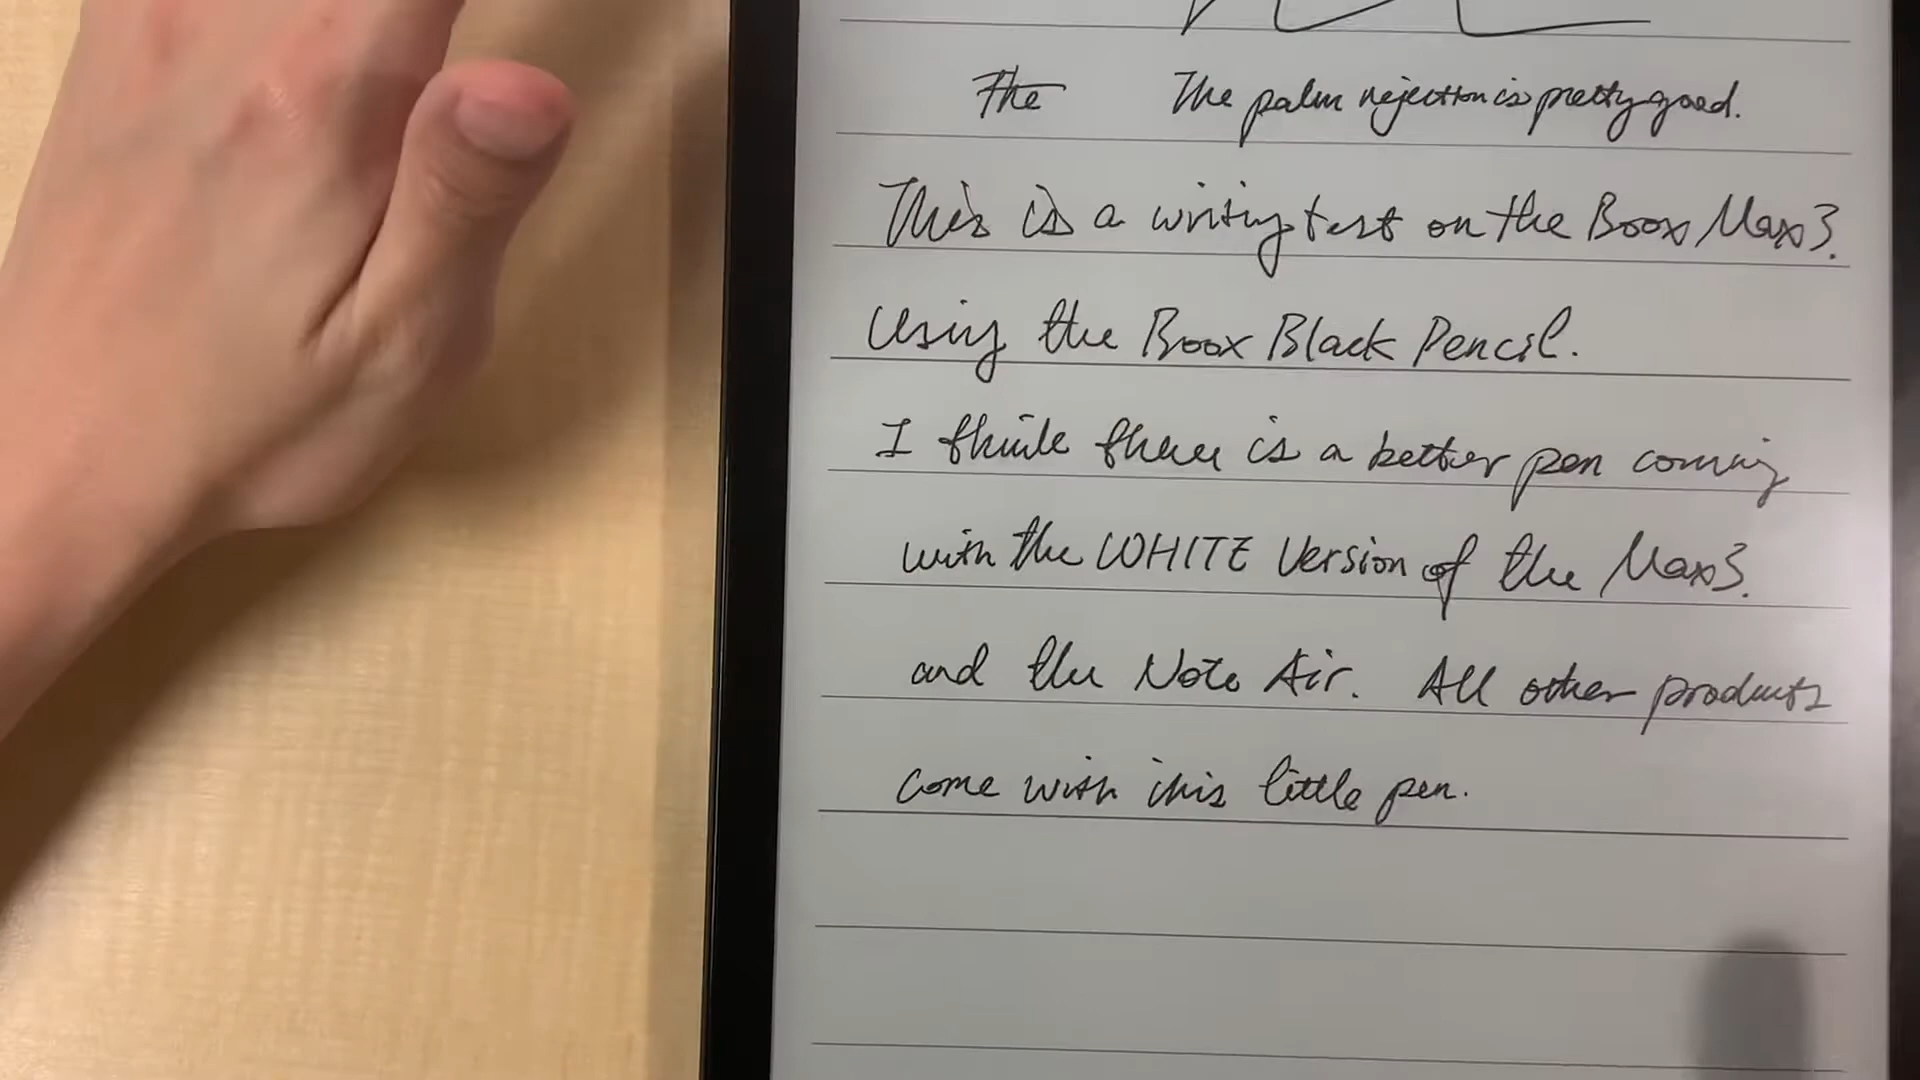 The The palm rejection is pretty good.
This is a writing test on the Boox Max3.
Using the Boox Black Pencil.
I think there is a better pen coming
with the WHITE Version of the Max3.
and the Note Air. All other products
come with this little pen.